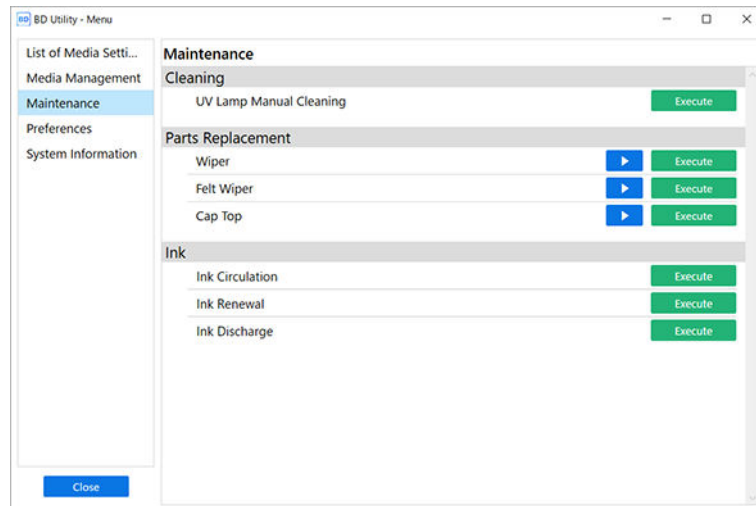 BD BD Utility - Menu
List of Media Setti...
Media Management
Maintenance
Preferences
System Information
Close
Maintenance
Cleaning
UV Lamp Manual Cleaning Execute
Parts Replacement
Wiper Execute
Felt Wiper Execute
Cap Top Execute
Ink
Ink Circulation Execute
Ink Renewal Execute
Ink Discharge Execute